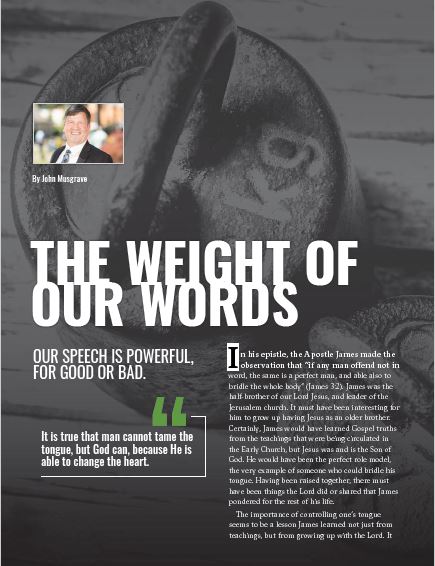 Kg
By John Musgrave
THE WEIGHT OF
OUR WORDS
OUR SPEECH IS POWERFUL,
FOR GOOD OR BAD.
“
It is true that man cannot tame the
tongue, but God can, because He is
able to change the heart.
In his epistle, the Apostle James made the
observation that “if any man offend not in
word, the same is a perfect man, and able also to
bridle the whole body” (James 3:2). James was the
half-brother of our Lord Jesus, and leader of the
Jerusalem church. It must have been interesting for
him to grow up having Jesus as an older brother.
Certainly, James would have learned Gospel truths
from the teachings that were being circulated in
the Early Church, but Jesus was and is the Son of
God. He would have been the perfect role model,
the very example of someone who could bridle his
tongue. Having been raised together, there must
have been things the Lord did or shared that James
pondered for the rest of his life.
The importance of controlling one’s tongue
seems to be a lesson James learned not just from
teachings, but from growing up with the Lord. It